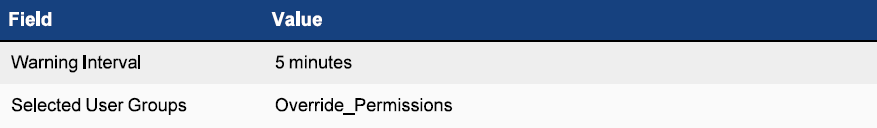 Field Value
Warning Interval 5 minutes
Selected User Groups Override_Permissions